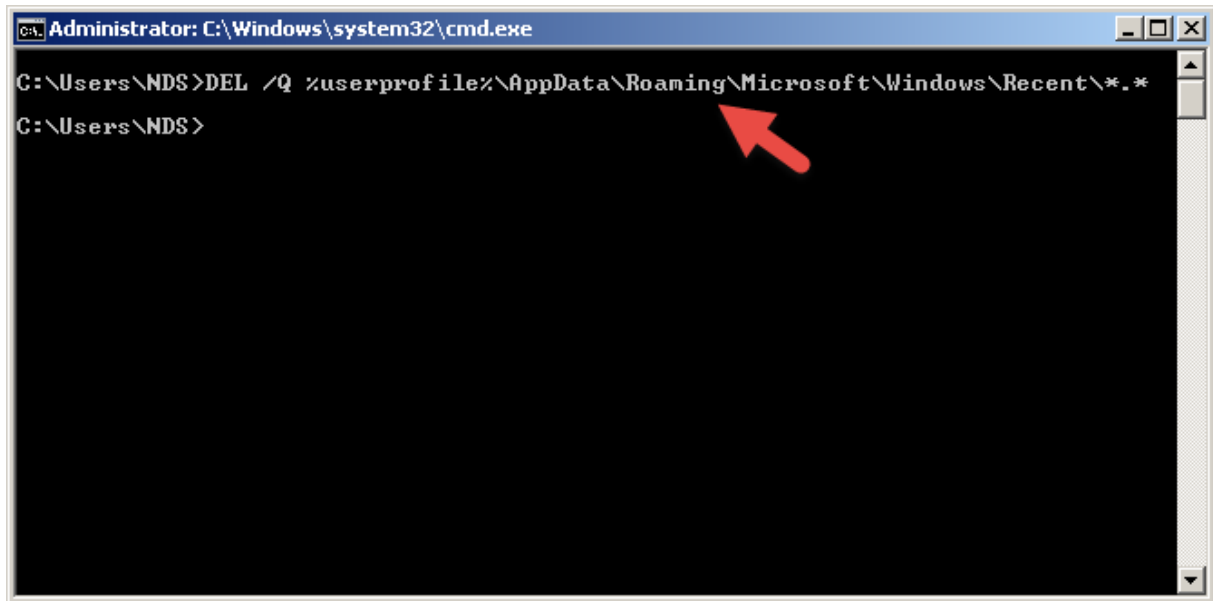 Administrator: C:\Windows\system32\cmd.exe
C:\Users\NDS>DEL /Q %userprofile%\AppData\Roaming\Microsoft\Windows\Recent\*.*
C:\Users\NDS>